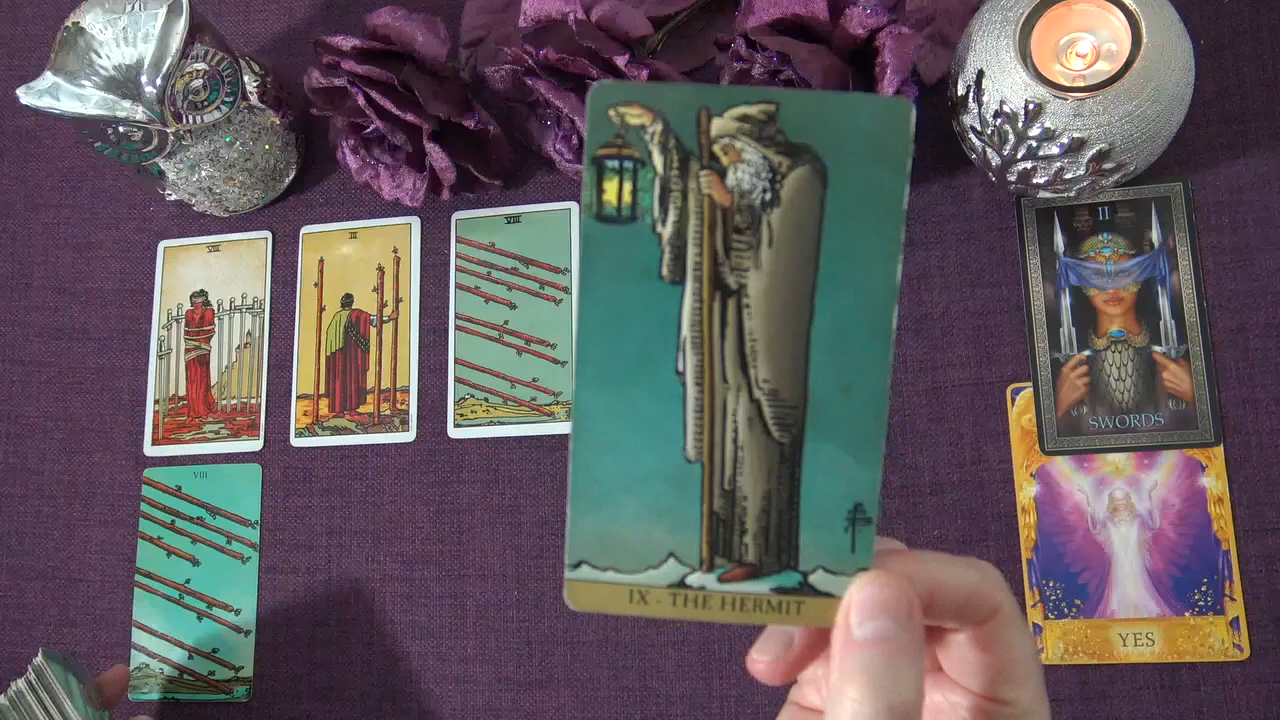 VIII
III
VIII
IX - THE HERMIT
II
SWORDS
VIII
YES